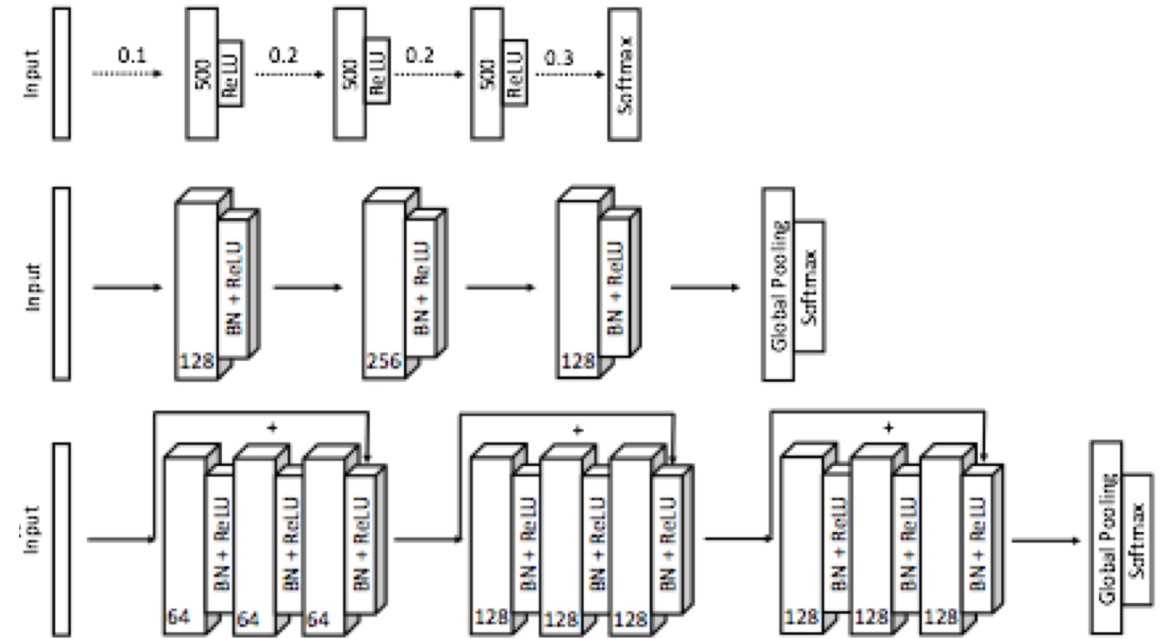 Input
0.1
500
ReLU
0.2
500
ReLU
0.2
500
ReLU
0.3
Softmax
Input
128
BN + ReLU
256
BN + ReLU
128
BN + ReLU
Global Pooling
Softmax
Input
64
BN + ReLU
64
BN + ReLU
64
+
BN + ReLU
128
BN + ReLU
128
BN + ReLU
128
+
BN + ReLU
128
BN + ReLU
128
BN + ReLU
128
+
BN + ReLU
Global Pooling
Softmax